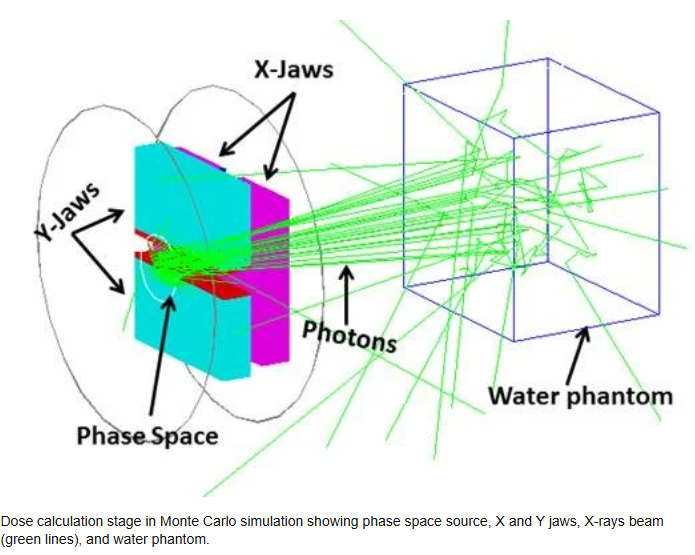 X-Jaws
Y-Jaws
Photons
Water phantom
Phase Space
Dose calculation stage in Monte Carlo simulation showing phase space source, X and Y jaws, X-rays beam
(green lines), and water phantom.